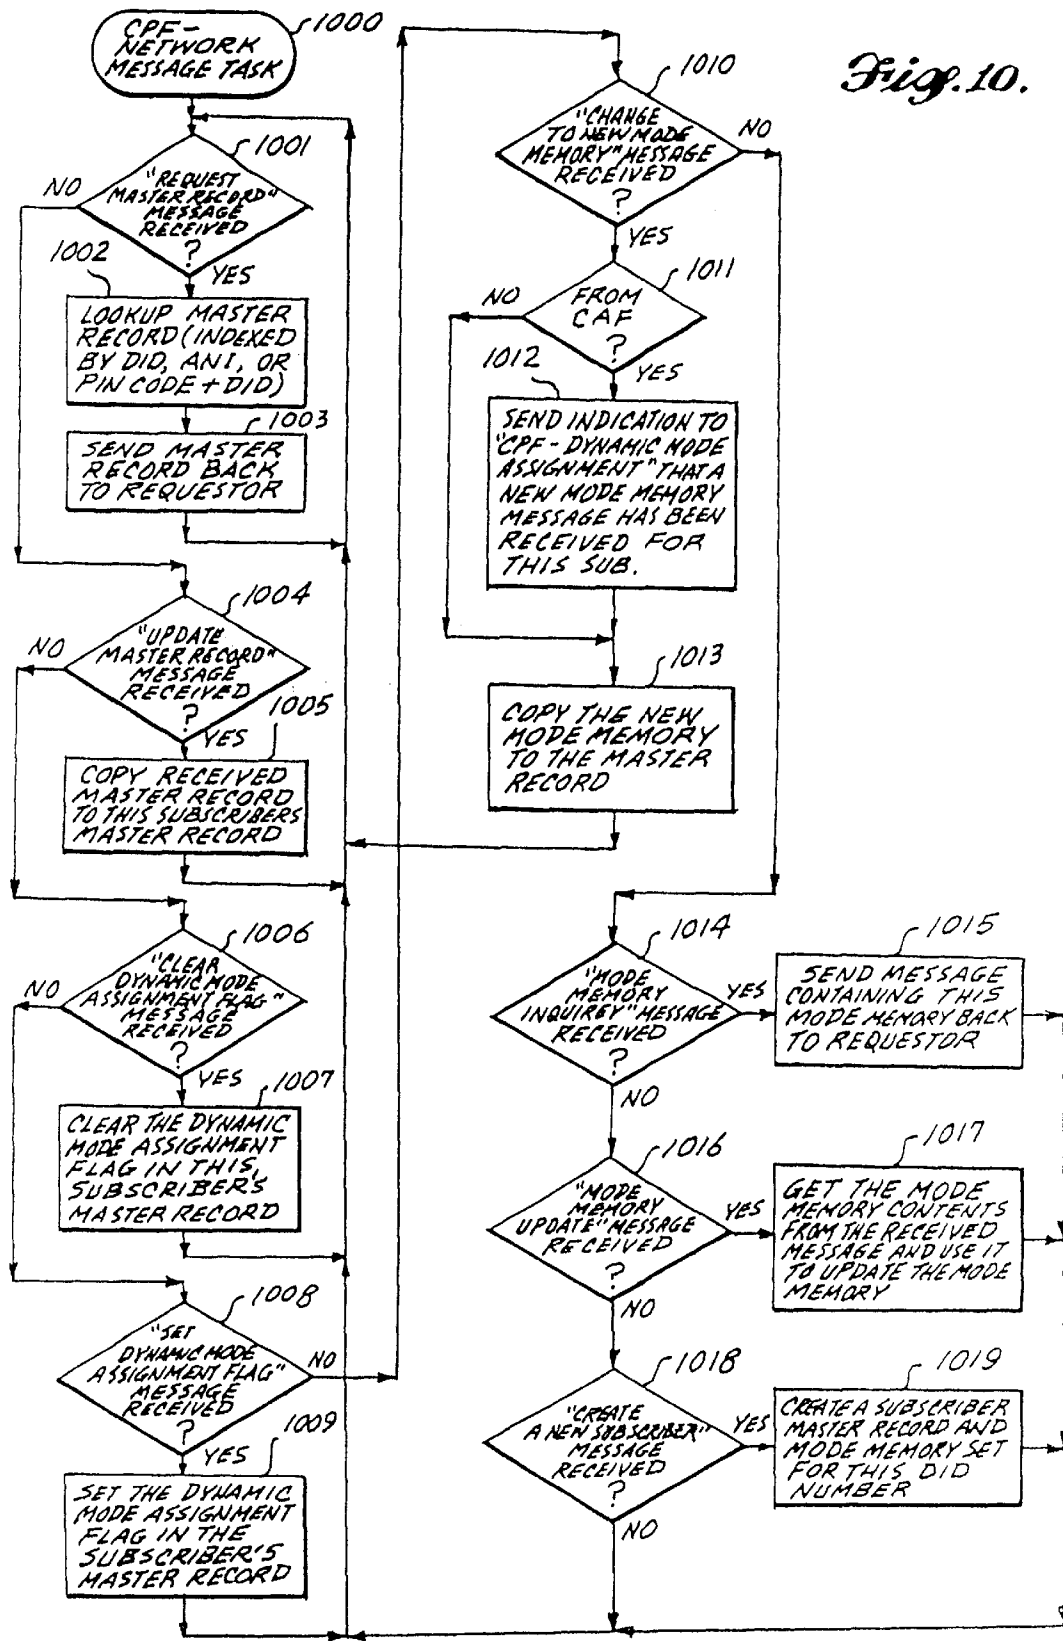 Fig. 10.
1000
CPF-
NETWORK
MESSAGE TASK
1001
"REQUEST
MASTER RECORD"
MESSAGE
RECEIVED
?
NO
YES
1002
LOOKUP MASTER
RECORD (INDEXED
BY DID, ANI, OR
PIN CODE + DID)
1003
SEND MASTER
RECORD BACK
TO REQUESTOR
1004
"UPDATE
MASTER RECORD"
MESSAGE
RECEIVED
?
NO
YES
1005
COPY RECEIVED
MASTER RECORD
TO THIS SUBSCRIBERS
MASTER RECORD
1006
"CLEAR
DYNAMIC MODE
ASSIGNMENT FLAG"
MESSAGE
RECEIVED
?
NO
YES
1007
CLEAR THE DYNAMIC
MODE ASSIGNMENT
FLAG IN THIS,
SUBSCRIBER'S
MASTER RECORD
1008
"SET
DYNAMIC MODE
ASSIGNMENT FLAG"
MESSAGE
RECEIVED
?
NO
YES
1009
SET THE DYNAMIC
MODE ASSIGNMENT
FLAG IN THE
SUBSCRIBER'S
MASTER RECORD
1010
"CHANGE
TO NEW MODE
MEMORY" MESSAGE
RECEIVED
?
NO
YES
1011
FROM
CAF
?
NO
YES
1012
SEND INDICATION TO
"CPF - DYNAMIC MODE
ASSIGNMENT" THAT A
NEW MODE MEMORY
MESSAGE HAS BEEN
RECEIVED FOR
THIS SUB.
1013
COPY THE NEW
MODE MEMORY
TO THE MASTER
RECORD
1014
"MODE
MEMORY
INQUIREY" MESSAGE
RECEIVED
?
YES
NO
1015
SEND MESSAGE
CONTAINING THIS
MODE MEMORY BACK
TO REQUESTOR
1016
"MODE
MEMORY
UPDATE" MESSAGE
RECEIVED
?
YES
NO
1017
GET THE MODE
MEMORY CONTENTS
FROM THE RECEIVED
MESSAGE AND USE IT
TO UPDATE THE MODE
MEMORY
1018
"CREATE
A NEW SUBSCRIBER"
MESSAGE
RECEIVED
?
YES
NO
1019
CREATE A SUBSCRIBER
MASTER RECORD AND
MODE MEMORY SET
FOR THIS DID
NUMBER